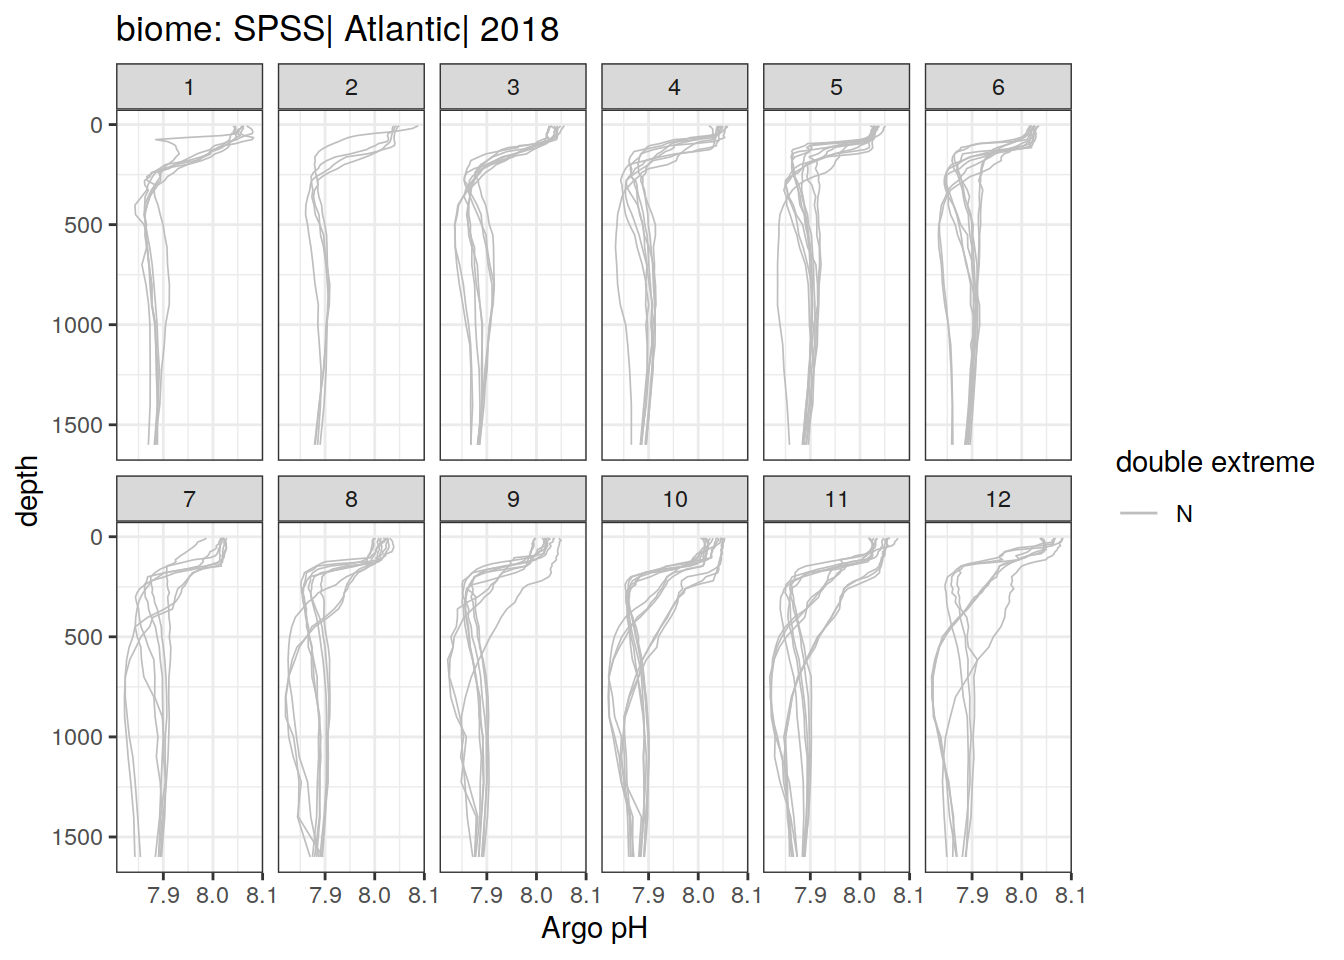 biome: SPSS| Atlantic| 2018
1 2 3 4 5 6
0
500
1000
1500
depth
7 8 9 10 11 12
0
500
1000
1500
7.9 8.0 8.1 7.9 8.0 8.1 7.9 8.0 8.1 7.9 8.0 8.1 7.9 8.0 8.1 7.9 8.0 8.1
Argo pH
double extreme
N